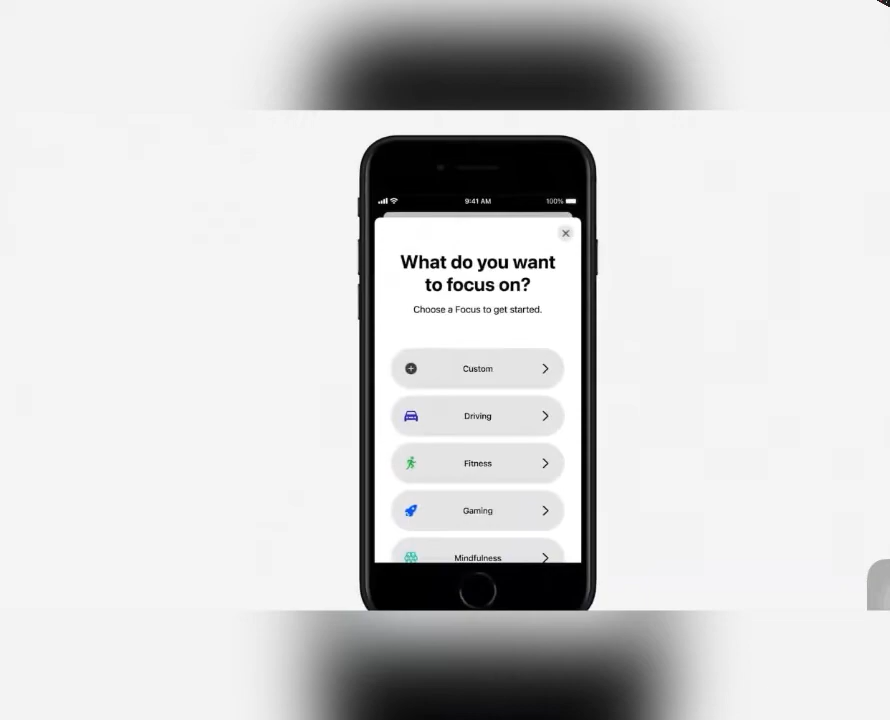 9:41 AM
100%
What do you want
to focus on?
Choose a Focus to get started.
Custom
Driving
Fitness
Gaming
Mindfulness